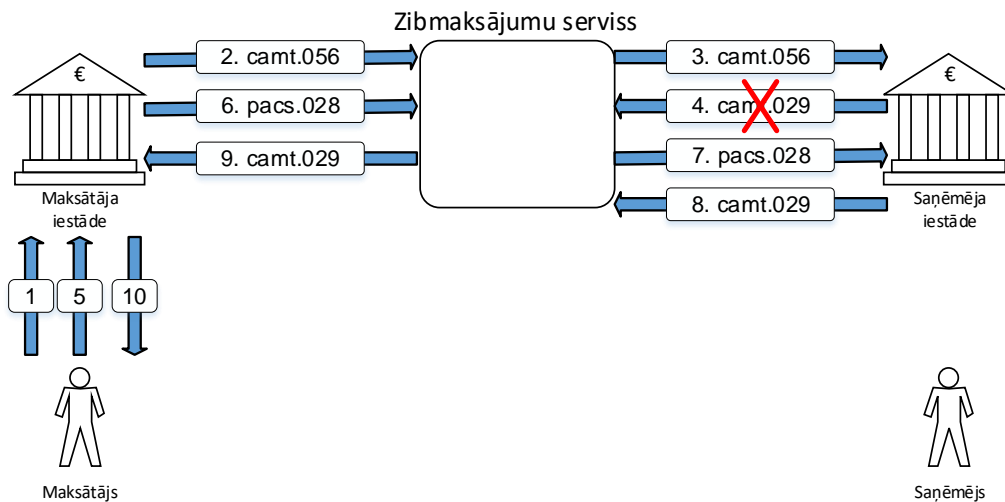 Zibmaksājumu serviss
€
€
2. camt.056
3. camt.056
6. pacs.028
4. camt.029
9. camt.029
7. pacs.028
8. camt.029
Maksātāja
iestāde
Saņēmēja
iestāde
1
5
10
Maksātājs
Saņēmējs